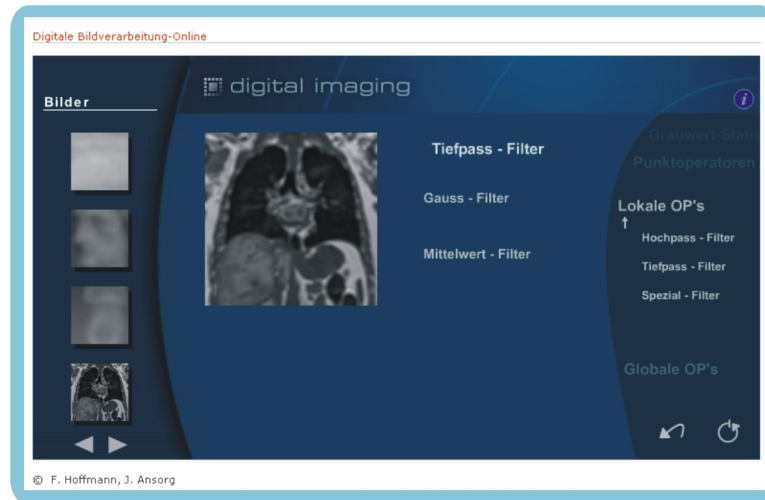 Digitale Bildverarbeitung-Online
digital imaging
Bilder
i
Tiefpass - Filter
Gauss - Filter
Mittelwert - Filter
Punktoperatoren
Lokale OP's
Hochpass - Filter
Tiefpass - Filter
Spezial - Filter
Globale OP's
© F. Hoffmann, J. Ansorg